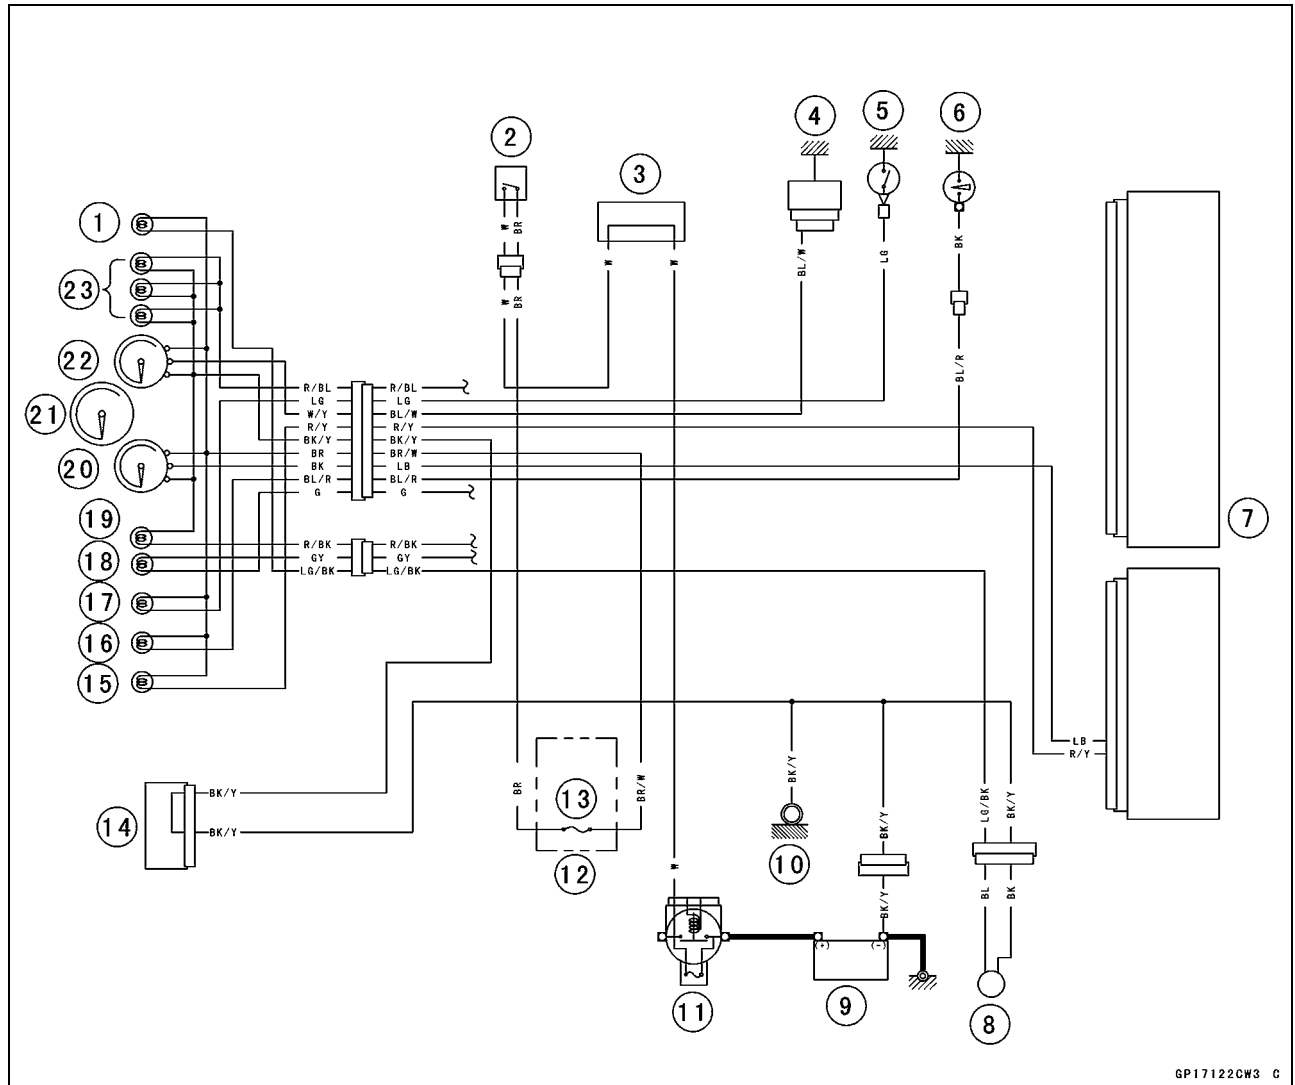 2
3
4
5
6
1
23
22
21
20
19
18
17
16
15
W
BR
W
BR
W
W
BL/W
LG
BK
BL/R
R/BL
R/BL
LG
LG
W/Y
BL/W
R/Y
R/Y
BK/Y
BK/Y
BR
BR/W
BK
LB
BL/R
BL/R
G
G
R/BK
R/BK
GY
GY
LG/BK
LG/BK
7
LB
R/Y
14
BK/Y
BK/Y
BR
13
BR/W
12
BK/Y
10
BK/Y
BK/Y
LG/BK
BK/Y
BL
BK
W
11
(+)
(-)
9
8
GP17122CW3 C